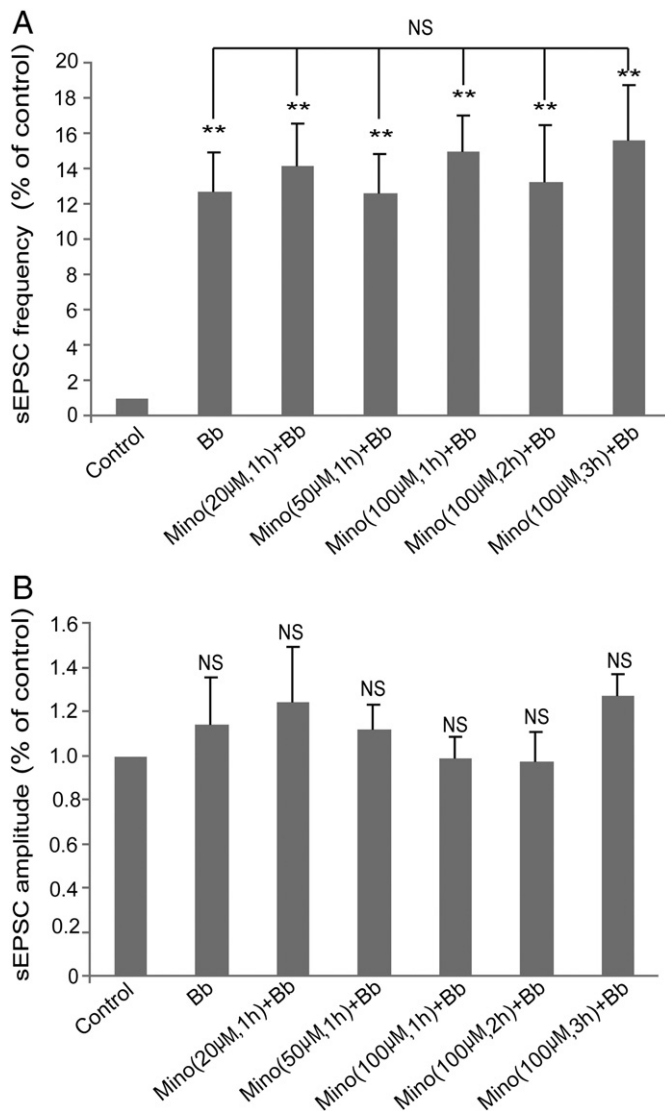 A
NS
sEPSC frequency (% of control)
20
18
16
14
12
10
8
6
4
2
0
**
**
**
**
**
**
Control
Bb
Mino(20μM,1h)+Bb
Mino(50μM,1h)+Bb
Mino(100μM,1h)+Bb
Mino(100μM,2h)+Bb
Mino(100μM,3h)+Bb
B
sEPSC amplitude (% of control)
1.6
1.4
1.2
1.0
0.8
0.6
0.4
0.2
0
NS
NS
NS
NS
NS
NS
Control
Bb
Mino(20μM,1h)+Bb
Mino(50μM,1h)+Bb
Mino(100μM,1h)+Bb
Mino(100μM,2h)+Bb
Mino(100μM,3h)+Bb